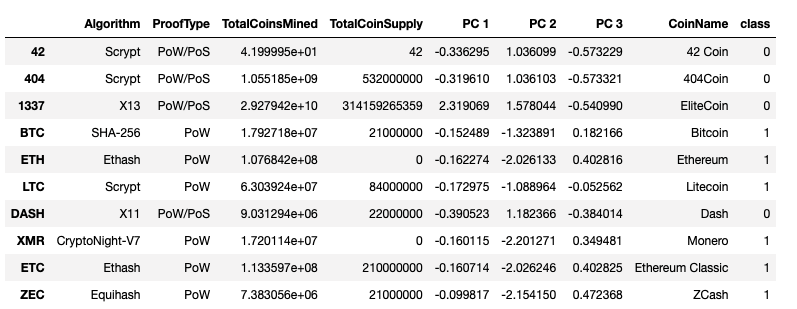 Algorithm ProofType TotalCoinsMined TotalCoinSupply PC 1 PC 2 PC 3 CoinName class
42 Scrypt PoW/PoS 4.199995e+01 42 -0.336295 1.036099 -0.573229 42 Coin 0
404 Scrypt PoW/PoS 1.055185e+09 532000000 -0.319610 1.036103 -0.573321 404Coin 0
1337 X13 PoW/PoS 2.927942e+10 314159265359 2.319069 1.578044 -0.540990 EliteCoin 0
BTC SHA-256 PoW 1.792718e+07 21000000 -0.152489 -1.323891 0.182166 Bitcoin 1
ETH Ethash PoW 1.076842e+08 0 -0.162274 -2.026133 0.402816 Ethereum 1
LTC Scrypt PoW 6.303924e+07 84000000 -0.172975 -1.088964 -0.052562 Litecoin 1
DASH X11 PoW/PoS 9.031294e+06 22000000 -0.390523 1.182366 -0.384014 Dash 0
XMR CryptoNight-V7 PoW 1.720114e+07 0 -0.160115 -2.201271 0.349481 Monero 1
ETC Ethash PoW 1.133597e+08 210000000 -0.160714 -2.026246 0.402825 Ethereum Classic 1
ZEC Equihash PoW 7.383056e+06 21000000 -0.099817 -2.154150 0.472368 ZCash 1